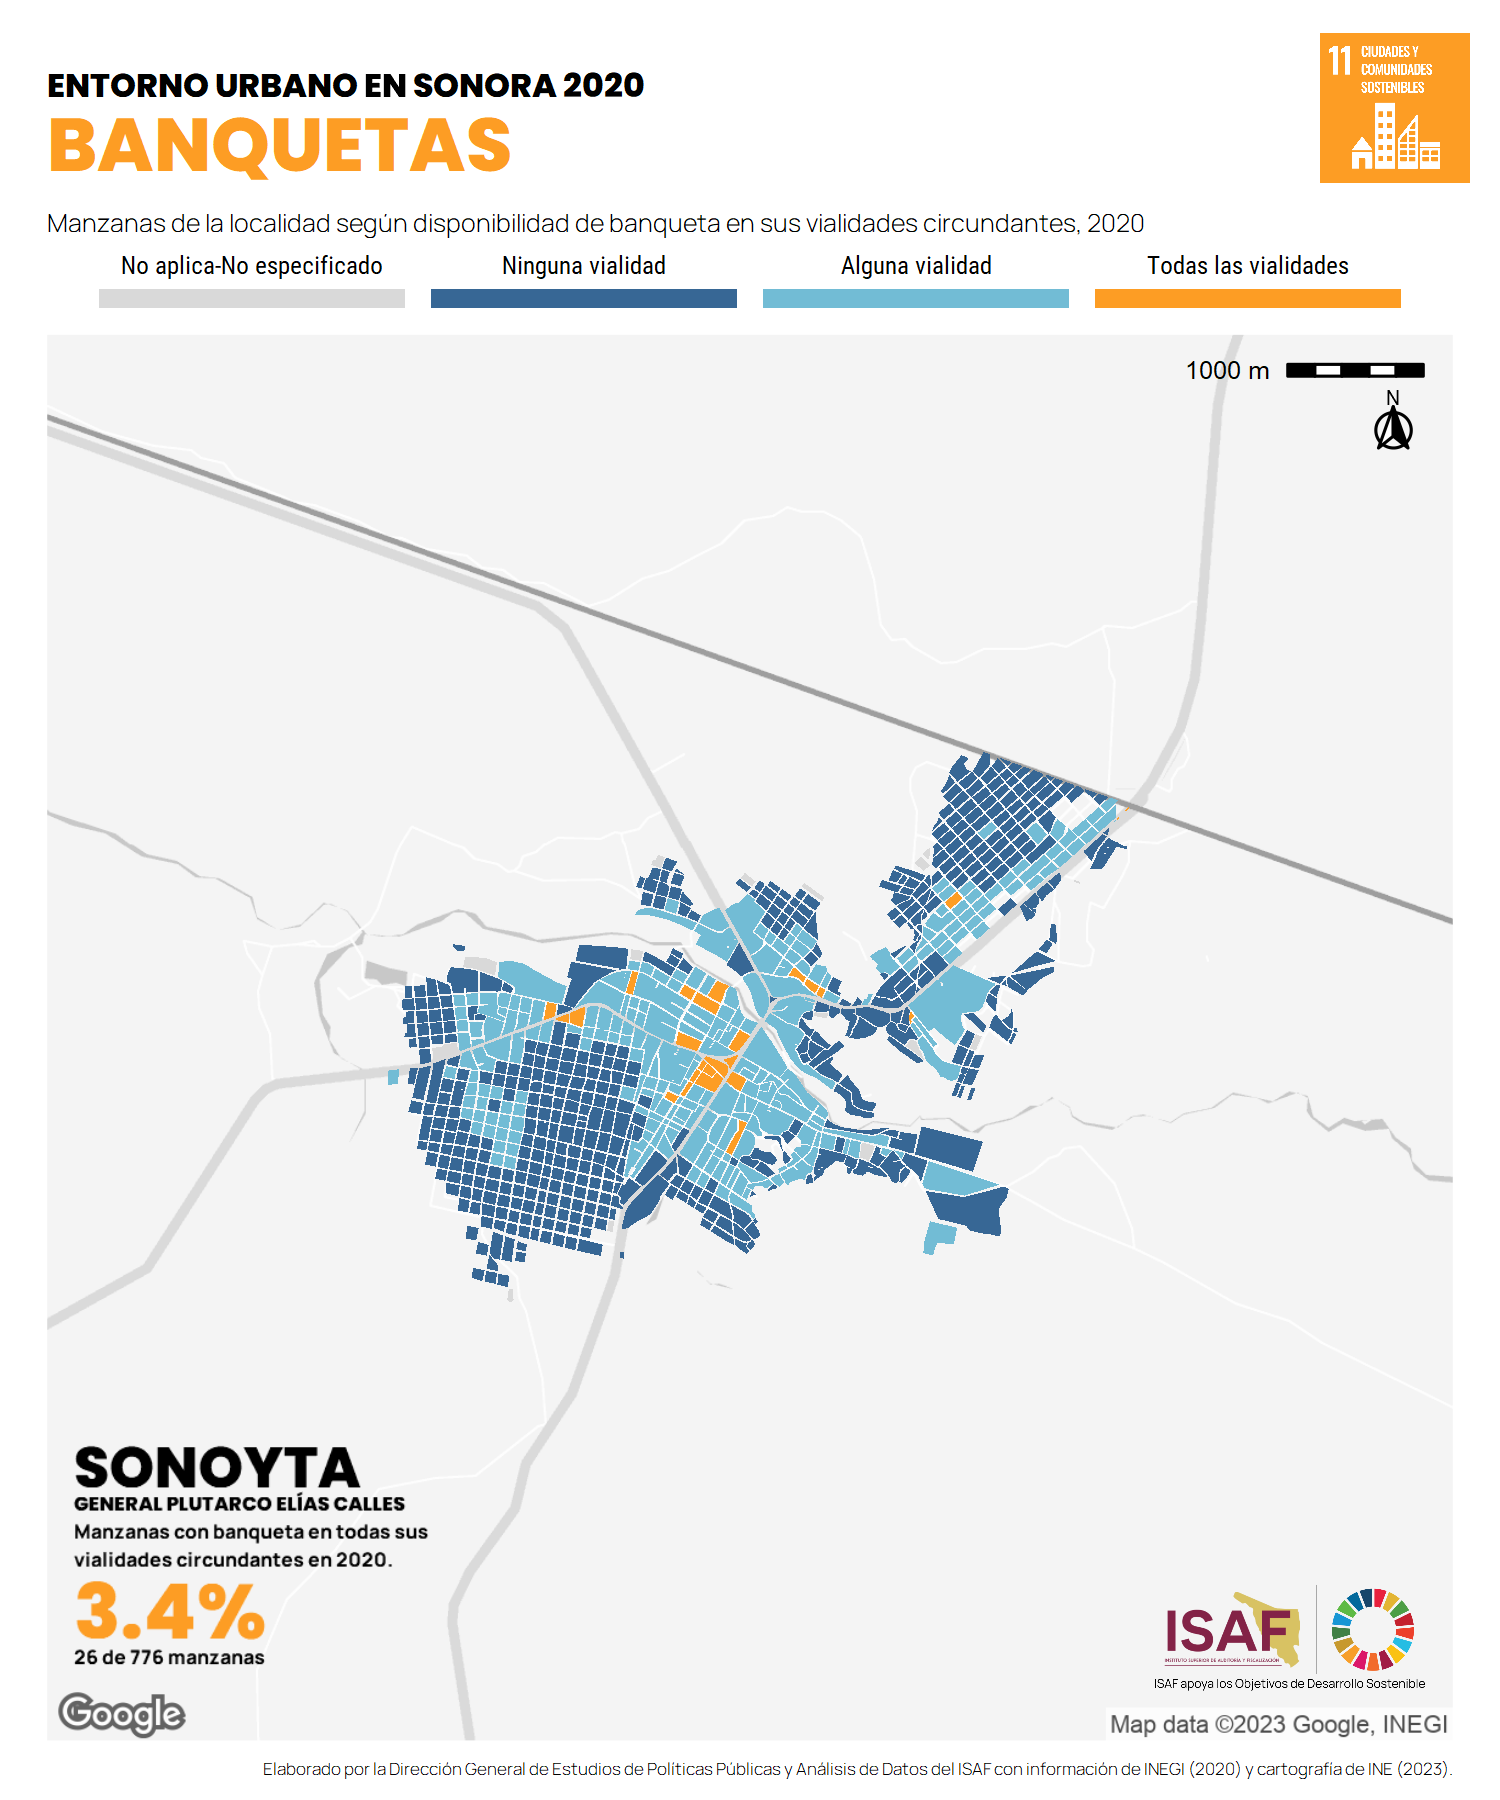 ENTORNO URBANO EN SONORA 2020
BANQUETAS
11 CIUDADES Y
COMUNIDADES
SOSTENIBLES
Manzanas de la localidad según disponibilidad de banqueta en sus vialidades circundantes, 2020
No aplica-No especificado
Ninguna vialidad
Alguna vialidad
Todas las vialidades
1000 m
N
SONOYTA
GENERAL PLUTARCO ELÍAS CALLES
Manzanas con banqueta en todas sus
vialidades circundantes en 2020.
3.4%
26 de 776 manzanas
ISAF
INSTITUTO SUPERIOR DE AUDITORÍA Y FISCALIZACIÓN
ISAF apoya los Objetivos de Desarrollo Sostenible
Google
Map data ©2023 Google, INEGI
Elaborado por la Dirección General de Estudios de Políticas Públicas y Análisis de Datos del ISAF con información de INEGI (2020) y cartografía de INE (2023).